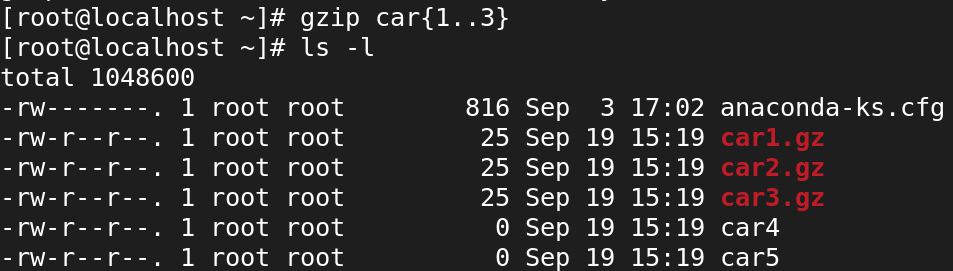 [root@localhost ~]# gzip car{1..3}
[root@localhost ~]# ls -l
total 1048600
-rw-------. 1 root root        816 Sep  3 17:02 anaconda-ks.cfg
-rw-r--r--. 1 root root         25 Sep 19 15:19 car1.gz
-rw-r--r--. 1 root root         25 Sep 19 15:19 car2.gz
-rw-r--r--. 1 root root         25 Sep 19 15:19 car3.gz
-rw-r--r--. 1 root root          0 Sep 19 15:19 car4
-rw-r--r--. 1 root root          0 Sep 19 15:19 car5